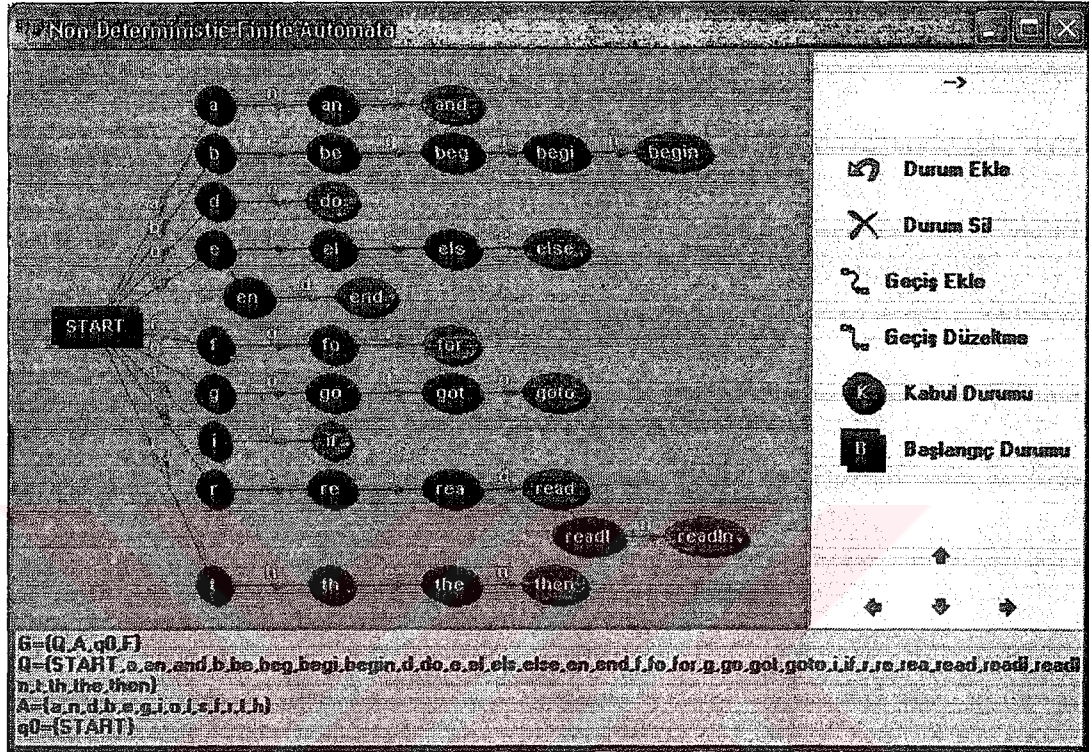 Non Deterministic Finite Automata
a n an d and
b be beg begi begin
Durum Ekle
d do
Durum Sil
e el els else
Geçiş Ekle
en d end
START
f fo for
Geçiş Düzeltme
g go got goto
Kabul Durumu
K
i if
B
Başlangıç Durumu
r re rea d read
readl n readln
t h th the n then
G={Q,A,q0,F}
Q={START,a,an,and,b,be,beg,begi,begin,d,do,e,el,els,else,en,end,f,fo,for,g,go,got,goto,i,if,r,re,rea,read,readl,readl
n,t,th,the,then}
A={a,n,d,b,e,g,i,o,l,s,f,r,t,h}
q0={START}